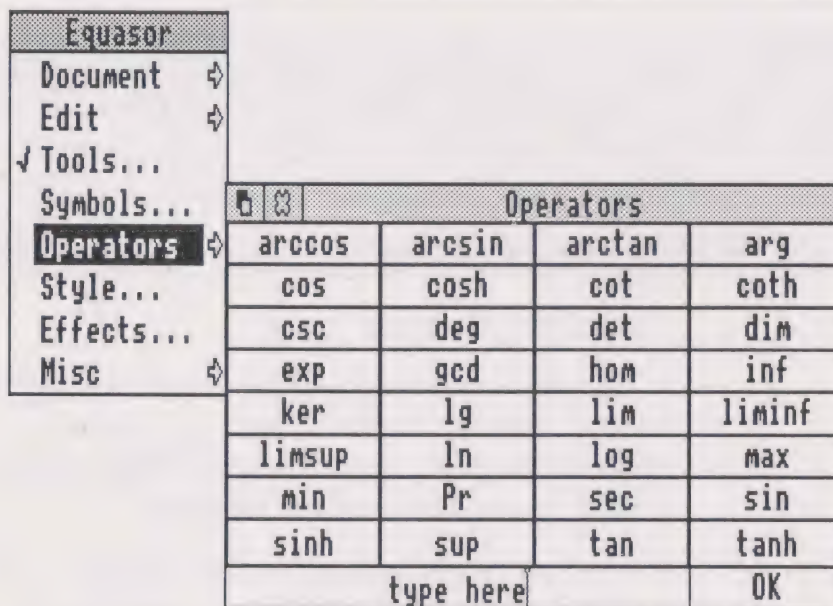 Equasor
Document
Edit
√ Tools...
Symbols...
Operators
Style...
Effects...
Misc
Operators
arccos arcsin arctan arg
cos cosh cot coth
csc deg det dim
exp gcd hom inf
ker lg lim liminf
limsup ln log max
min Pr sec sin
sinh sup tan tanh
type here OK